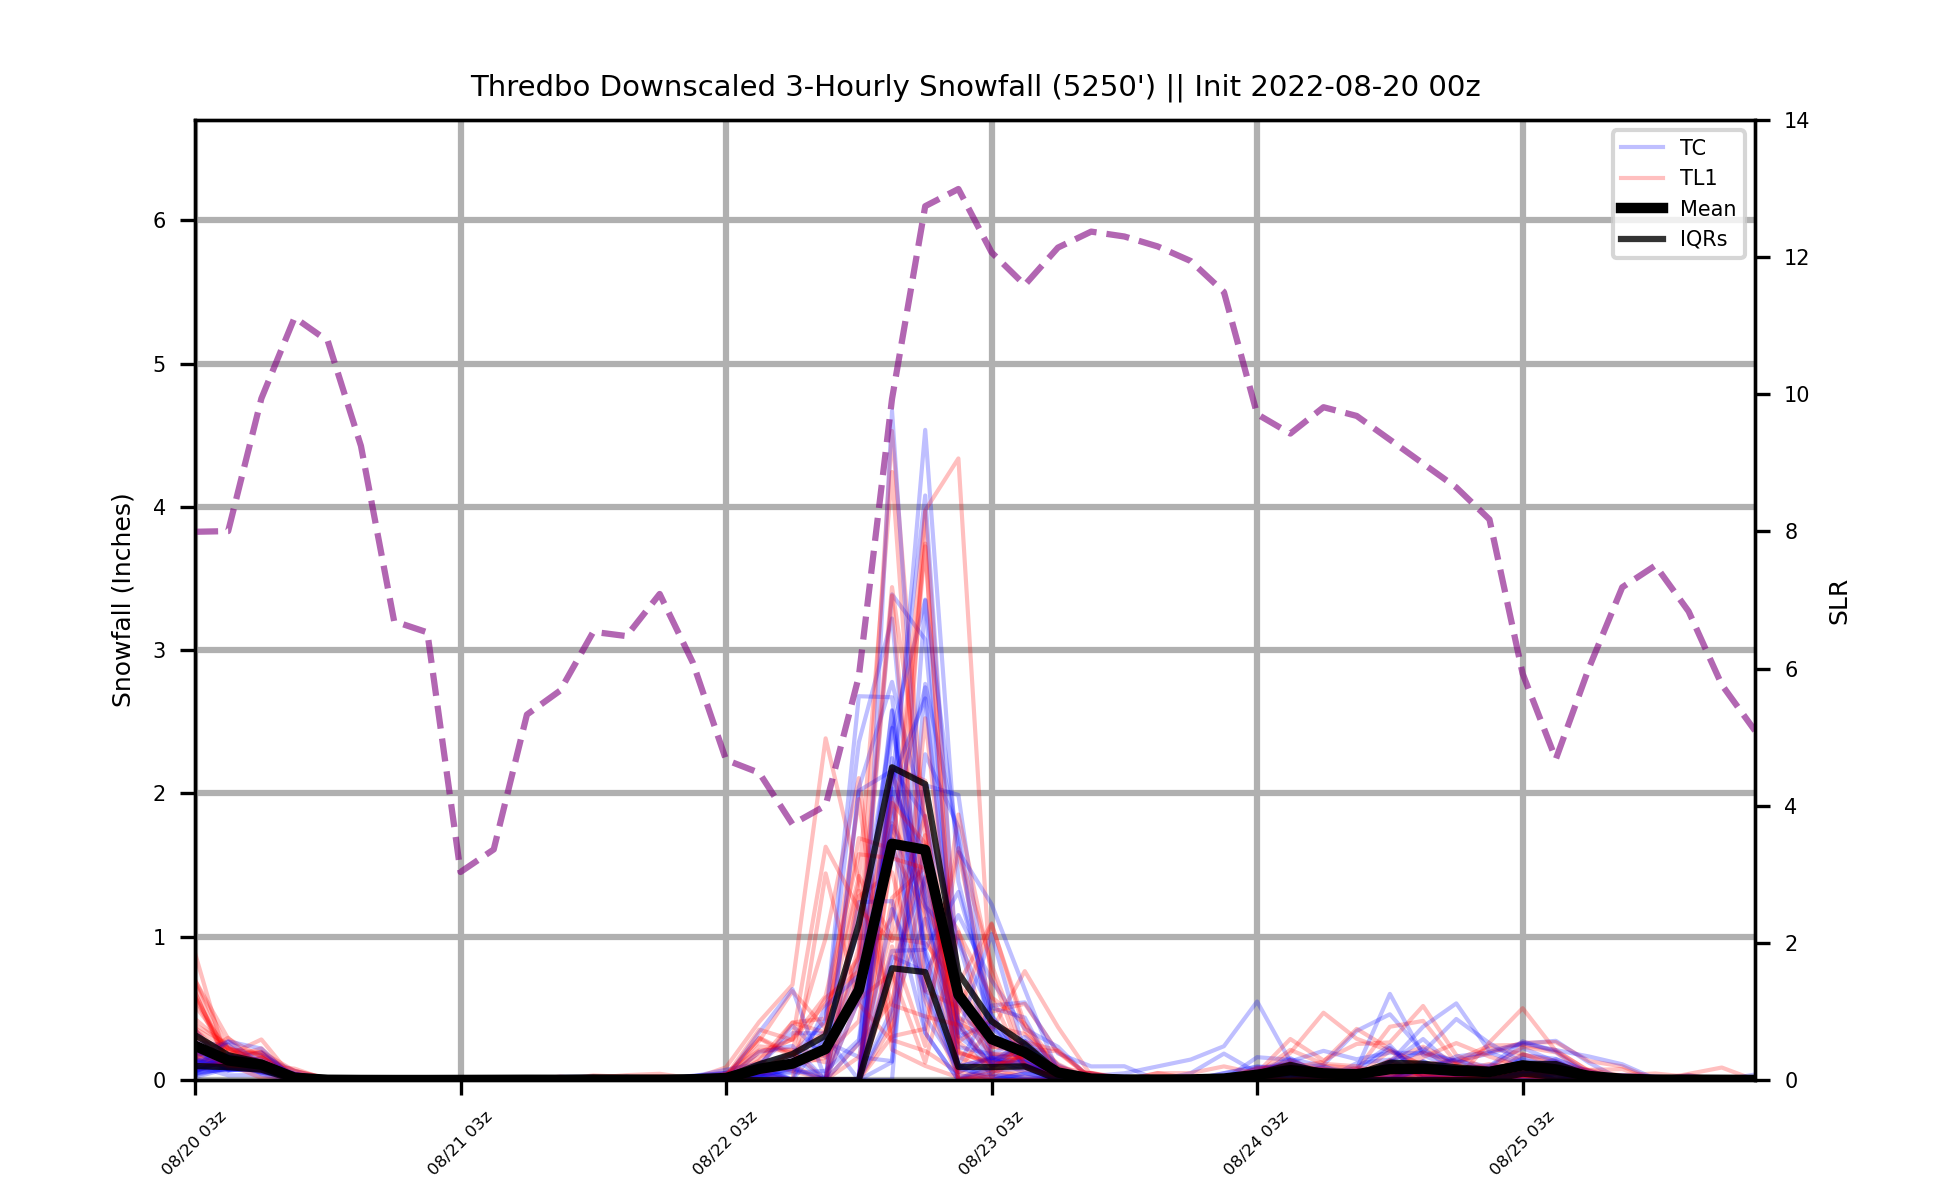 Thredbo Downscaled 3-Hourly Snowfall (5250') || Init 2022-08-20 00z
TC
TL1
Mean
IQRs
Snowfall (Inches)
6
5
4
3
2
1
0
SLR
14
12
10
8
6
4
2
0
08/20 03z
08/21 03z
08/22 03z
08/23 03z
08/24 03z
08/25 03z